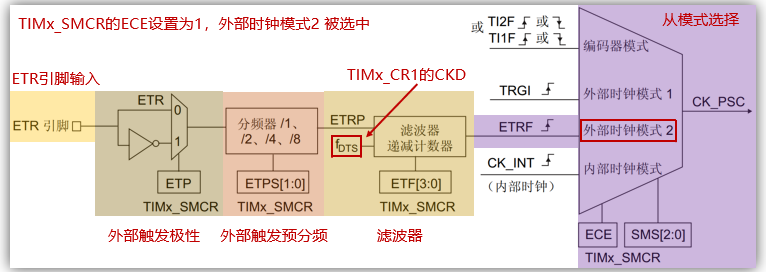 TIMx_SMCR的ECE设置为1，外部时钟模式2 被选中
从模式选择
或 TI2F 或
TI1F 或
编码器模式
ETR引脚输入
TIMx_CR1的CKD
TRGI
外部时钟模式 1
CK_PSC
ETR
0
1
ETR 引脚
分频器 /1、
/2、/4、/8
ETRP
fDTS
滤波器
递减计数器
ETRF
外部时钟模式 2
CK_INT
（内部时钟）
内部时钟模式
ETP
ETPS[1:0]
ETF[3:0]
TIMx_SMCR
TIMx_SMCR
TIMx_SMCR
ECE
SMS[2:0]
TIMx_SMCR
外部触发极性
外部触发预分频
滤波器